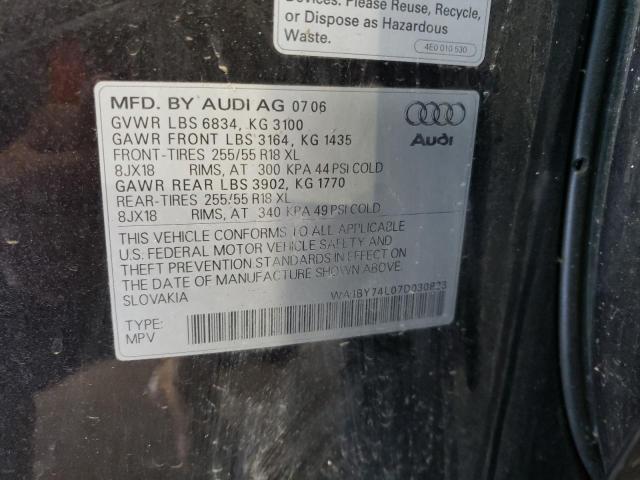 Devices. Please Reuse, Recycle,
or Dispose as Hazardous
Waste.
4E0 010 530
MFD. BY AUDI AG 07 06
GVWR LBS 6834, KG 3100
GAWR FRONT LBS 3164, KG 1435
FRONT-TIRES 255/55 R18 XL
8JX18 RIMS, AT 300 KPA 44 PSI COLD
GAWR REAR LBS 3902, KG 1770
REAR-TIRES 255/55 R18 XL
8JX18 RIMS, AT 340 KPA 49 PSI COLD
Audi
THIS VEHICLE CONFORMS TO ALL APPLICABLE
U.S. FEDERAL MOTOR VEHICLE SAFETY AND
THEFT PREVENTION STANDARDS IN EFFECT ON
THE DATE OF MANUFACTURE SHOWN ABOVE.
SLOVAKIA
WA1BY74L07D030823
TYPE:
MPV